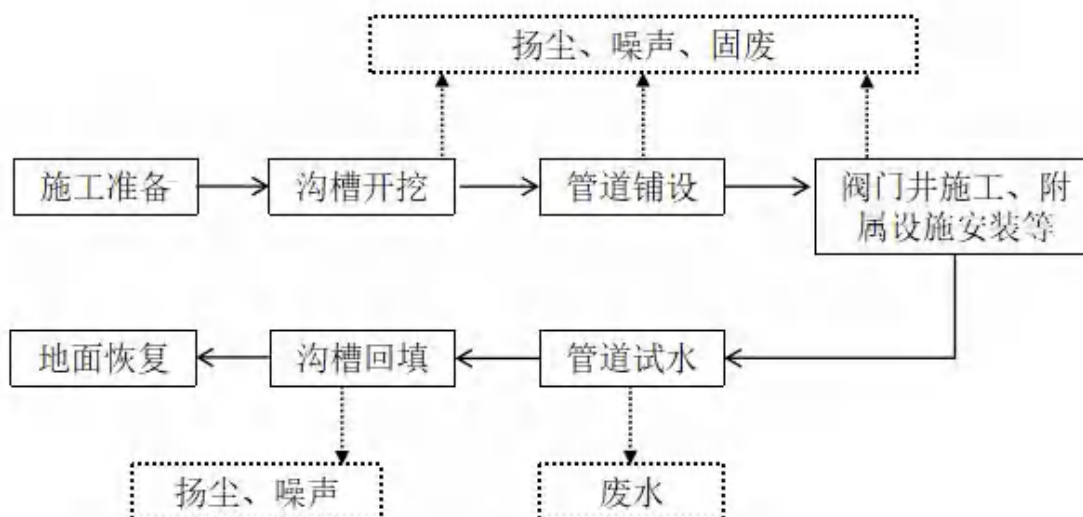 扬尘、噪声、固废
施工准备
沟槽开挖
管道铺设
阀门井施工、附
属设施安装等
地面恢复
沟槽回填
管道试水
扬尘、噪声
废水